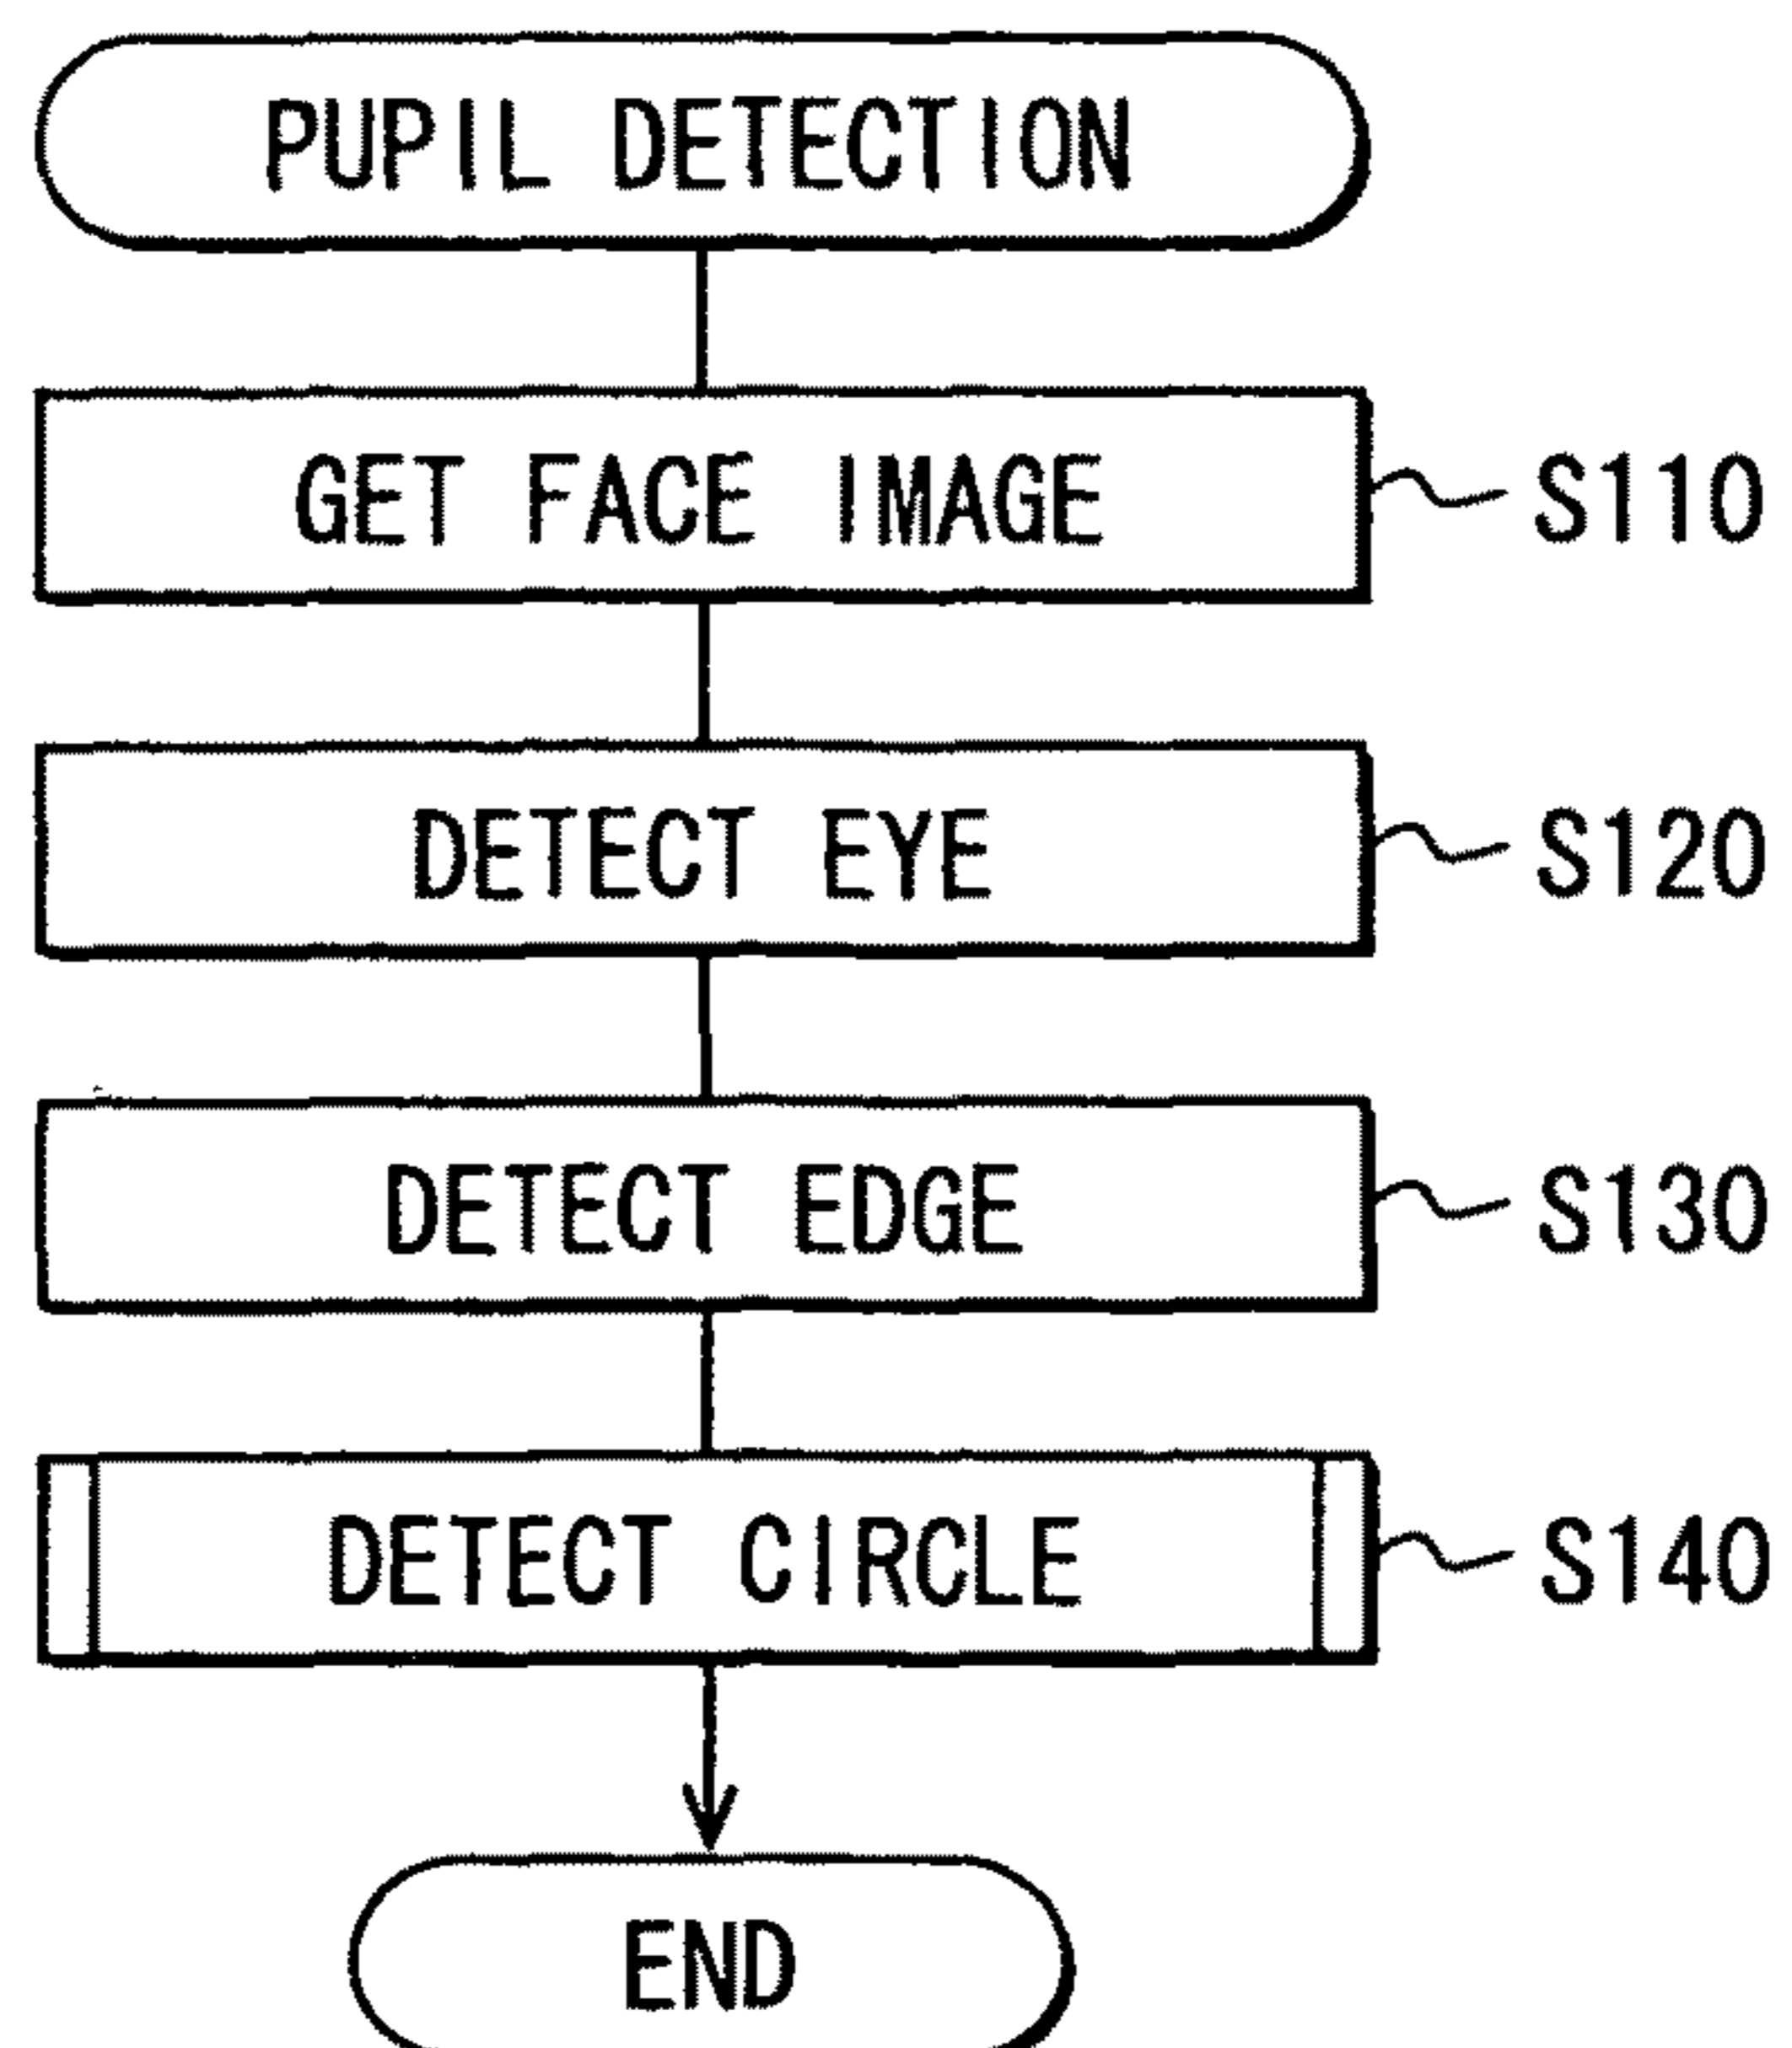 PUPIL DETECTION
GET FACE IMAGE
S110
DETECT EYE
S120
DETECT EDGE
S130
DETECT CIRCLE
S140
END